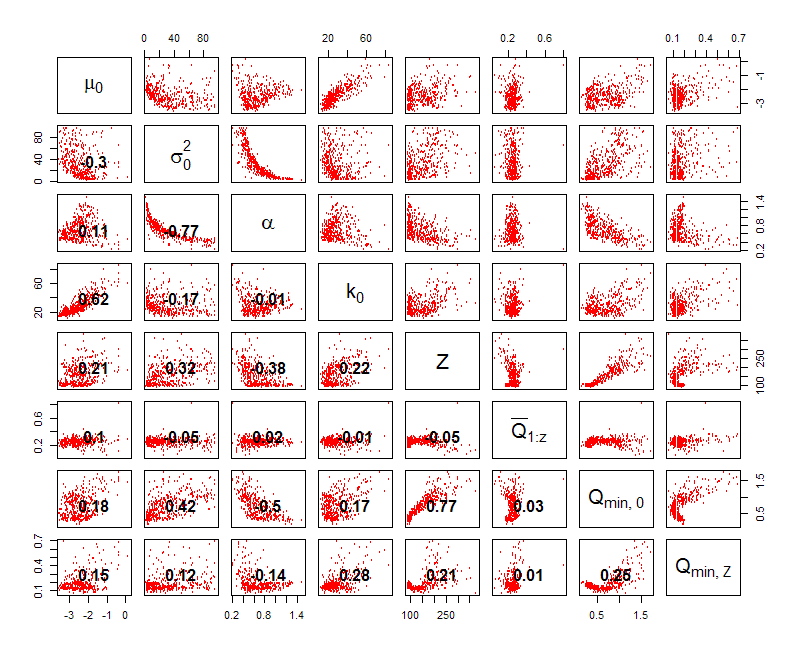 0 40 80 20 60 0.2 0.6 0.1 0.4 0.7
μ₀ -1 -3
80 40 0 -0.3 σ₀²
0.11 -0.77 α 1.4 0.8 0.2
60 20 0.62 -0.17 -0.01 k₀
0.21 0.32 -0.38 0.22 Z 250 100
0.6 0.2 0.1 -0.05 0.02 -0.01 -0.05 Q̅₁:z
0.18 0.42 -0.5 0.17 0.77 0.03 Qmin, 0 1.5 0.5
0.7 0.4 0.1 0.15 0.12 -0.14 0.28 0.21 0.01 0.25 Qmin, Z
-3 -2 -1 0 0.2 0.8 1.4 100 250 0.5 1.5